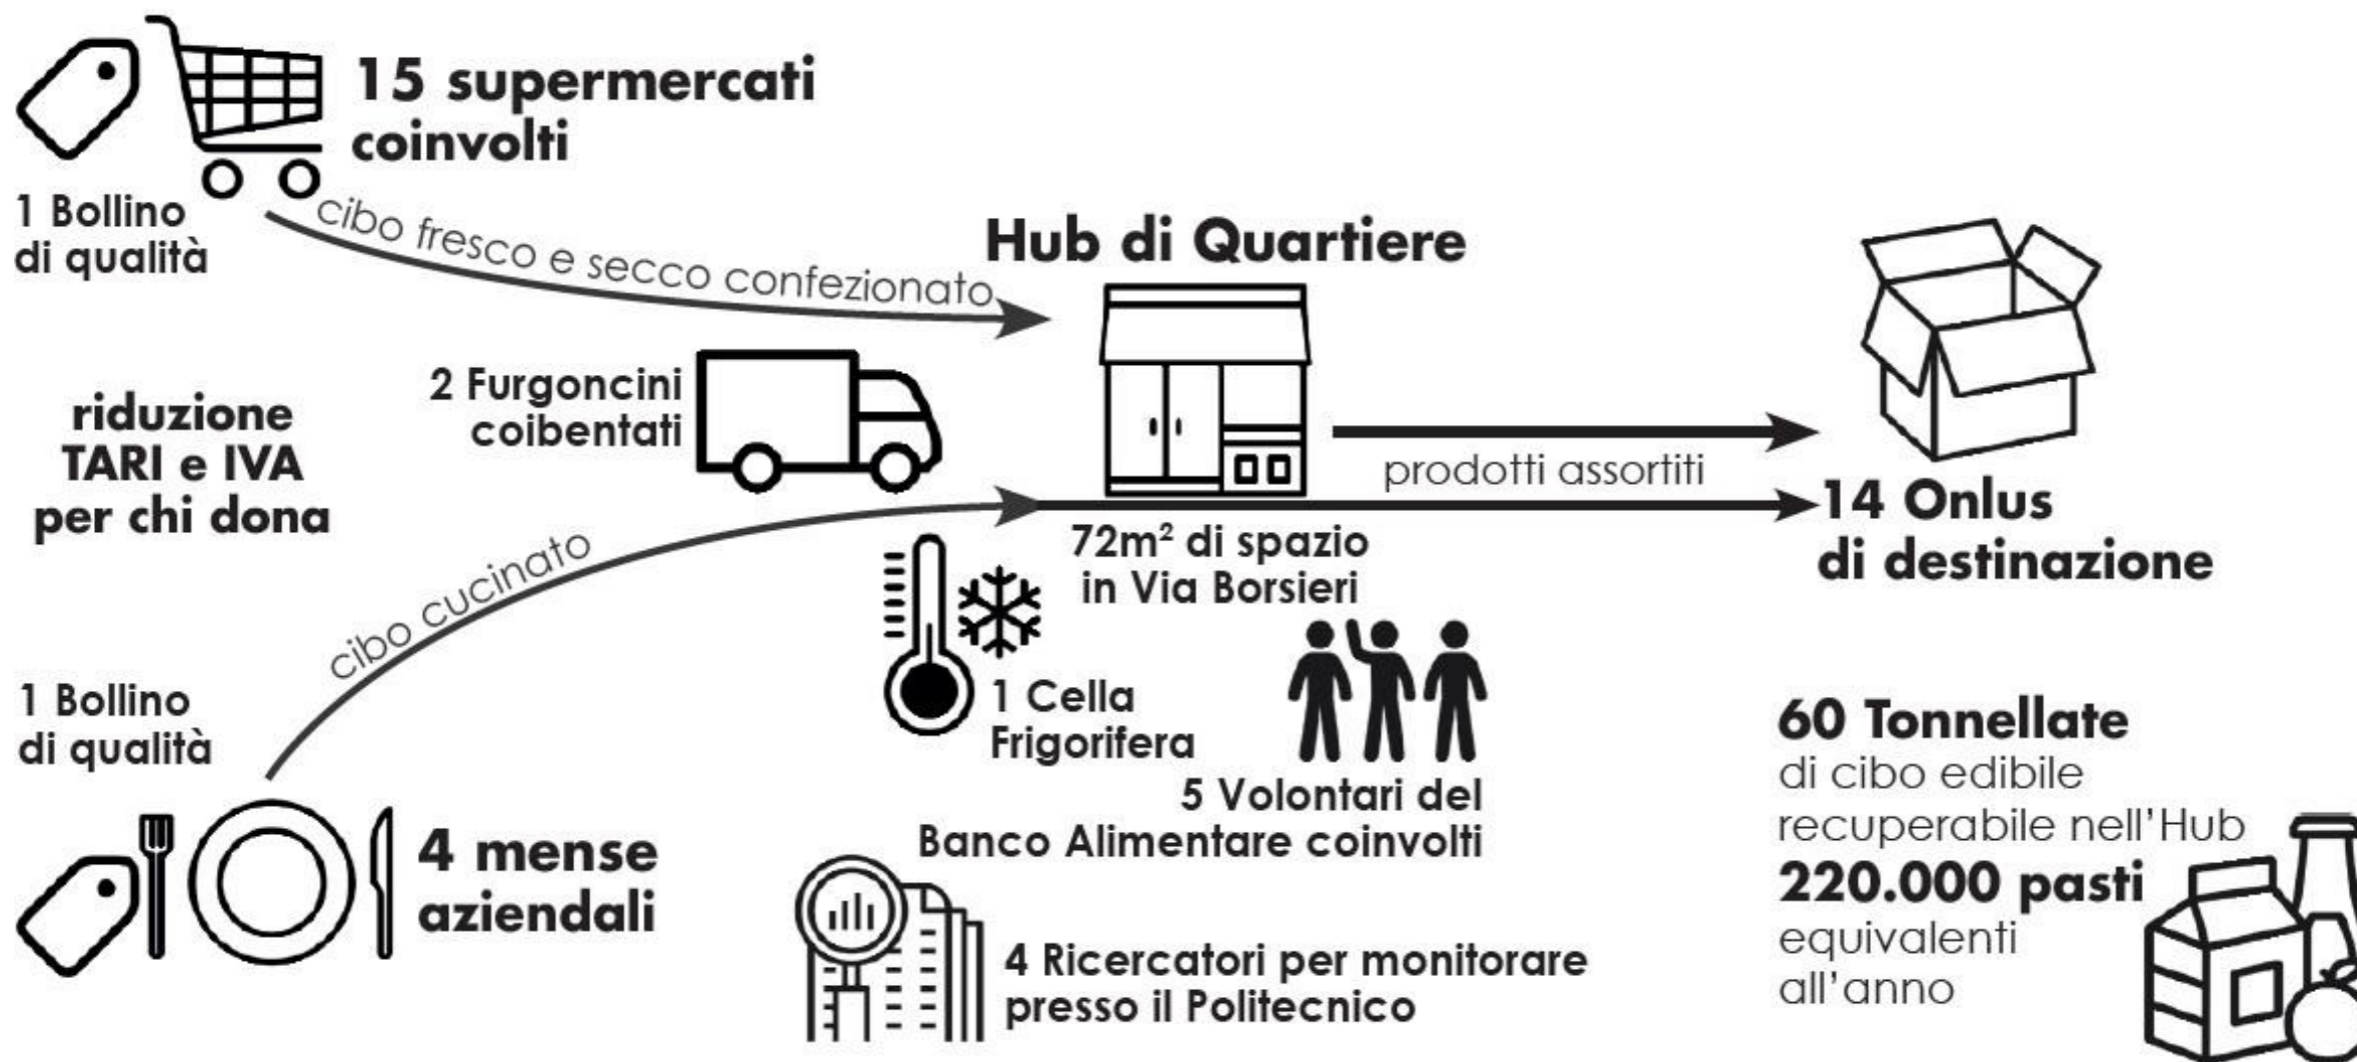 15 supermercati
coinvolti
1 Bollino
di qualità
cibo fresco e secco confezionato
Hub di Quartiere
2 Furgoncini
coibentati
riduzione
TARI e IVA
per chi dona
prodotti assortiti
14 Onlus
di destinazione
72m² di spazio
in Via Borsieri
cibo cucinato
1 Cella
Frigorifera
1 Bollino
di qualità
4 mense
aziendali
5 Volontari del
Banco Alimentare coinvolti
4 Ricercatori per monitorare
presso il Politecnico
60 Tonnellate
di cibo edibile
recuperabile nell'Hub
220.000 pasti
equivalenti
all'anno